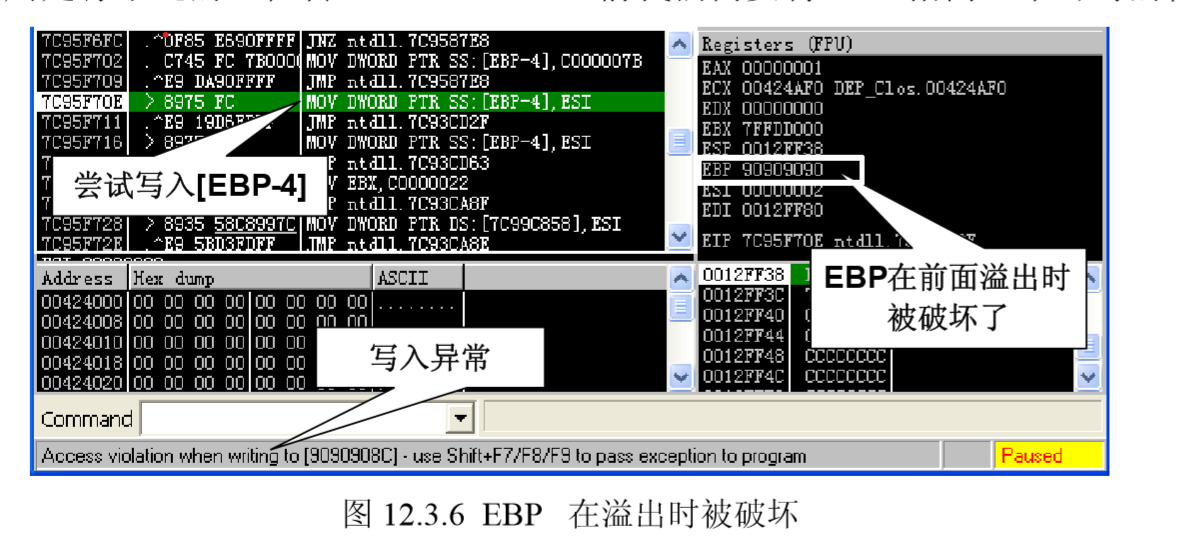 7C95F6FC .^0F85 E690FFFF JNZ ntdll.7C9587E8
7C95F702 . C745 FC 7B000 MOV DWORD PTR SS:[EBP-4],C000007B
7C95F709 .^E9 DA90FFFF JMP ntdll.7C9587E8
7C95F70E > 8975 FC MOV DWORD PTR SS:[EBP-4],ESI
7C95F711 .^E9 19D6 JMP ntdll.7C93CD2F
7C95F716 > 8975 MOV DWORD PTR SS:[EBP-4],ESI
ntdll.7C93CD63
EBX,C0000022
ntdll.7C93CA8F
7C95F728 > 8935 58C8997C MOV DWORD PTR DS:[7C99C858],ESI
7C95F72E .^E9 5BD3FDFF JMP ntdll.7C93CA8E
尝试写入[EBP-4]
Registers (FPU)
EAX 00000001
ECX 00424AF0 DEP_Clos.00424AF0
EDX 00000000
EBX 7FFDD000
ESP 0012FF38
EBP 90909090
ESI 00000002
EDI 0012FF80
EIP 7C95F70E ntdll.
EBP在前面溢出时
被破坏了
Address Hex dump ASCII
00424000 00 00 00 00 00 00 00 00 ........
00424008 00 00 00 00 00 00 00 00
00424010 00 00 00 00 00 00
00424018 00 00 00 00 00 00
00424020 00 00 00 00 00 00
写入异常
0012FF38
0012FF3C
0012FF40
0012FF44
0012FF48 CCCCCCCC
0012FF4C CCCCCCCC
Command
Access violation when writing to [9090908C] - use Shift+F7/F8/F9 to pass exception to program
Paused
图 12.3.6 EBP 在溢出时被破坏